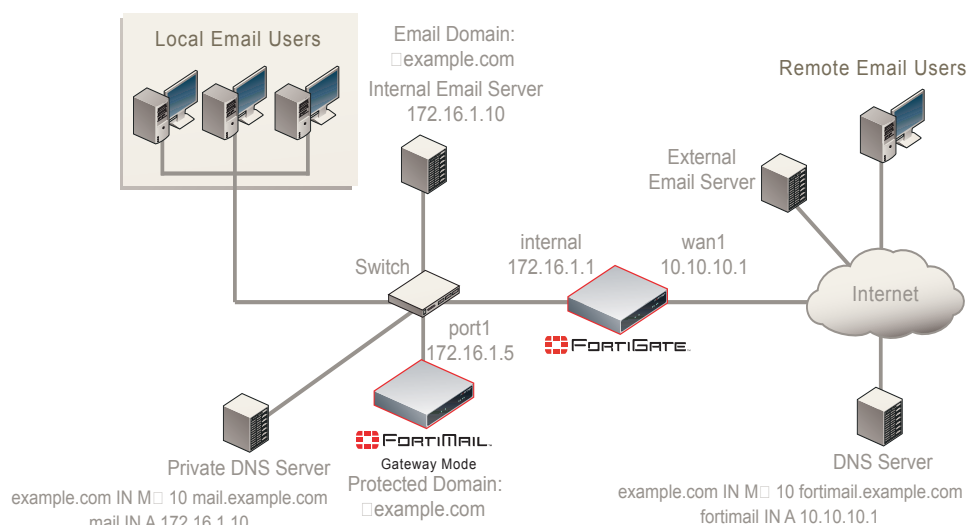 Local Email Users
Email Domain:
□example.com
Internal Email Server
172.16.1.10
Remote Email Users
External
Email Server
internal
172.16.1.1
wan1
10.10.10.1
Switch
Internet
port1
172.16.1.5
FORTIGATE
FORTIMAIL
Gateway Mode
Protected Domain:
□example.com
Private DNS Server
example.com IN M□ 10 mail.example.com
mail IN A 172.16.1.10
DNS Server
example.com IN M□ 10 fortimail.example.com
fortimail IN A 10.10.10.1